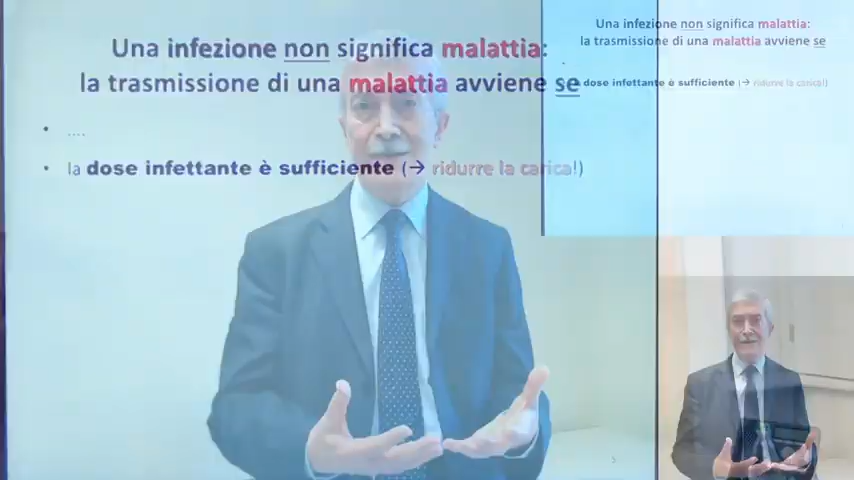 Una infezione non significa malattia:
la trasmissione di una malattia avviene se
• ....
• la dose infettante è sufficiente (→ ridurre la carica!)
Una infezione non significa malattia:
la trasmissione di una malattia avviene se
dose infettante è sufficiente (→ ridurre la carica!)
5